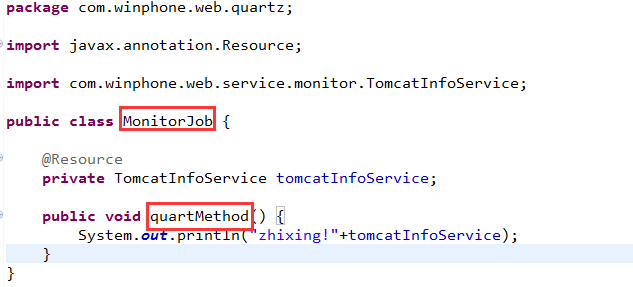 package com.winphone.web.quartz;
import javax.annotation.Resource;
import com.winphone.web.service.monitor.TomcatInfoService;
public class MonitorJob {
@Resource
private TomcatInfoService tomcatInfoService;
public void quartMethod() {
System.out.println("zhixing!"+tomcatInfoService);
}
}